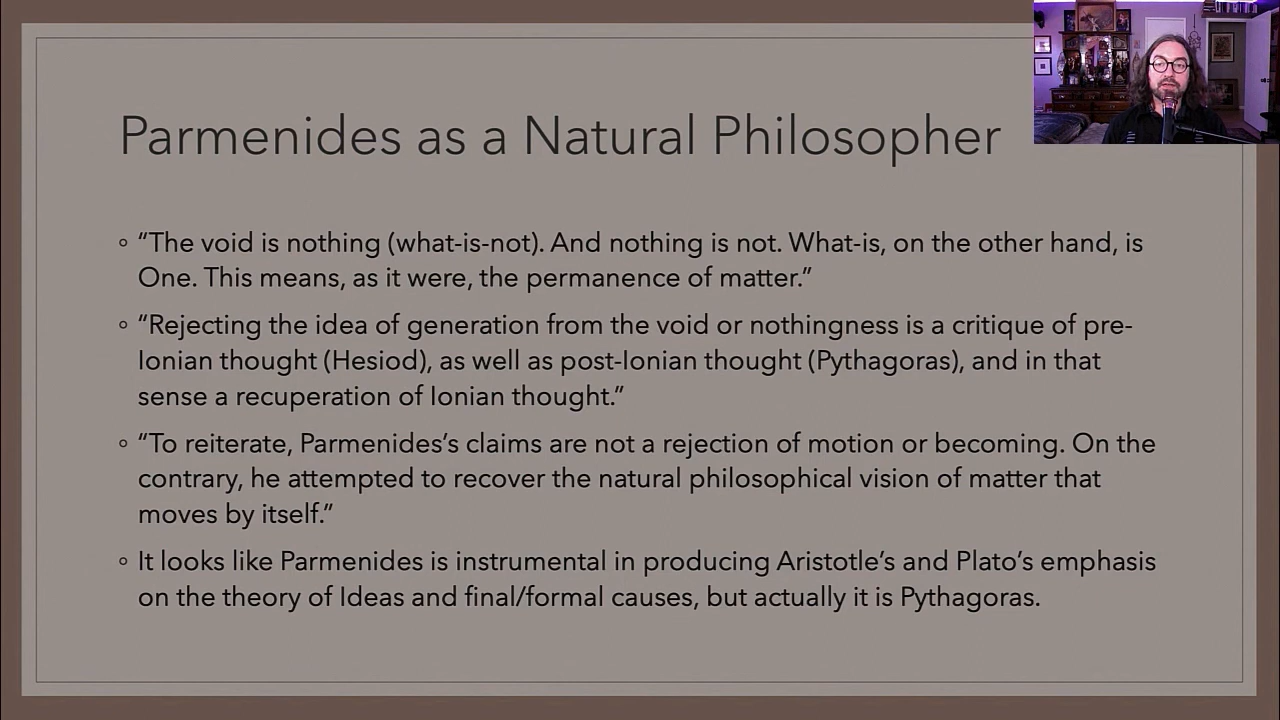 Parmenides as a Natural Philosopher
◦ “The void is nothing (what-is-not). And nothing is not. What-is, on the other hand, is
One. This means, as it were, the permanence of matter.”
◦ “Rejecting the idea of generation from the void or nothingness is a critique of pre-
Ionian thought (Hesiod), as well as post-Ionian thought (Pythagoras), and in that
sense a recuperation of Ionian thought.”
◦ “To reiterate, Parmenides’s claims are not a rejection of motion or becoming. On the
contrary, he attempted to recover the natural philosophical vision of matter that
moves by itself.”
◦ It looks like Parmenides is instrumental in producing Aristotle’s and Plato’s emphasis
on the theory of Ideas and final/formal causes, but actually it is Pythagoras.